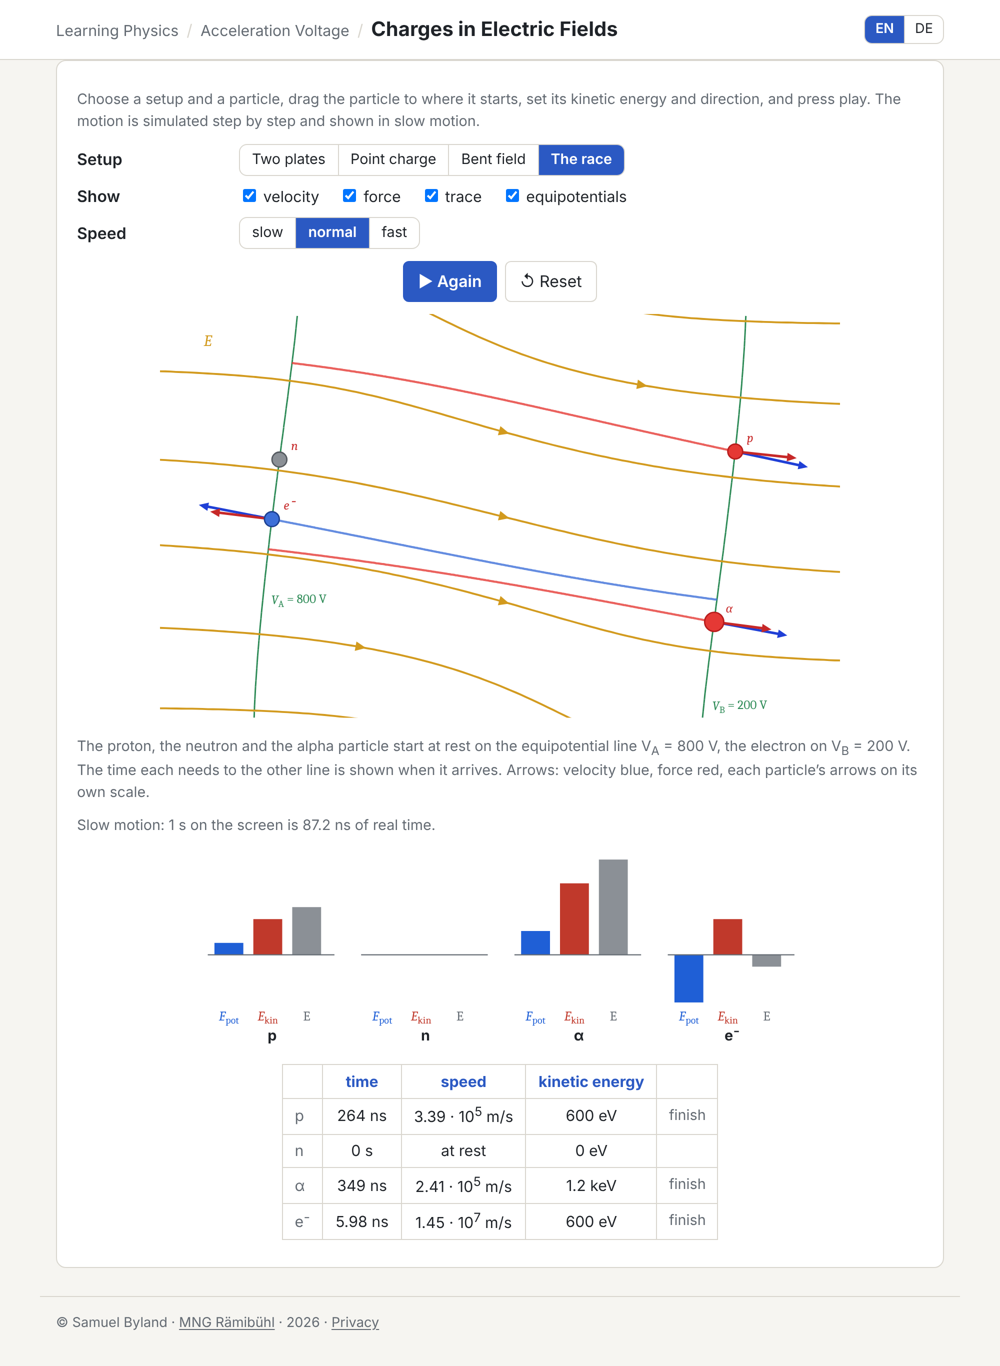 Learning Physics / Acceleration Voltage / Charges in Electric Fields
EN DE
Choose a setup and a particle, drag the particle to where it starts, set its kinetic energy and direction, and press play. The
motion is simulated step by step and shown in slow motion.
Setup Two plates Point charge Bent field The race
Show velocity force trace equipotentials
Speed slow normal fast
▶ Again ↺ Reset
E
p
n
e⁻
V_A = 800 V
α
V_B = 200 V
The proton, the neutron and the alpha particle start at rest on the equipotential line V_A = 800 V, the electron on V_B = 200 V.
The time each needs to the other line is shown when it arrives. Arrows: velocity blue, force red, each particle’s arrows on its
own scale.
Slow motion: 1 s on the screen is 87.2 ns of real time.
E_pot E_kin E E_pot E_kin E E_pot E_kin E E_pot E_kin E
p n α e⁻
time speed kinetic energy
p 264 ns 3.39 · 10⁵ m/s 600 eV finish
n 0 s at rest 0 eV
α 349 ns 2.41 · 10⁵ m/s 1.2 keV finish
e⁻ 5.98 ns 1.45 · 10⁷ m/s 600 eV finish
© Samuel Byland · MNG Rämibühl · 2026 · Privacy